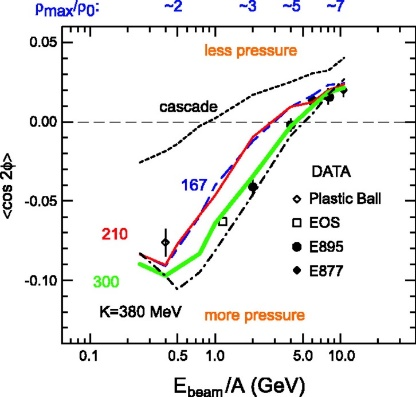 ρmax/ρ0: ~2 ~3 ~5 ~7
0.05
less pressure
cascade
0.00
DATA
Plastic Ball
167
EOS
-0.05
E895
210
E877
300
-0.10
K=380 MeV
more pressure
<cos 2ϕ>
0.1 0.5 1.0 5.0 10.0
Ebeam/A (GeV)